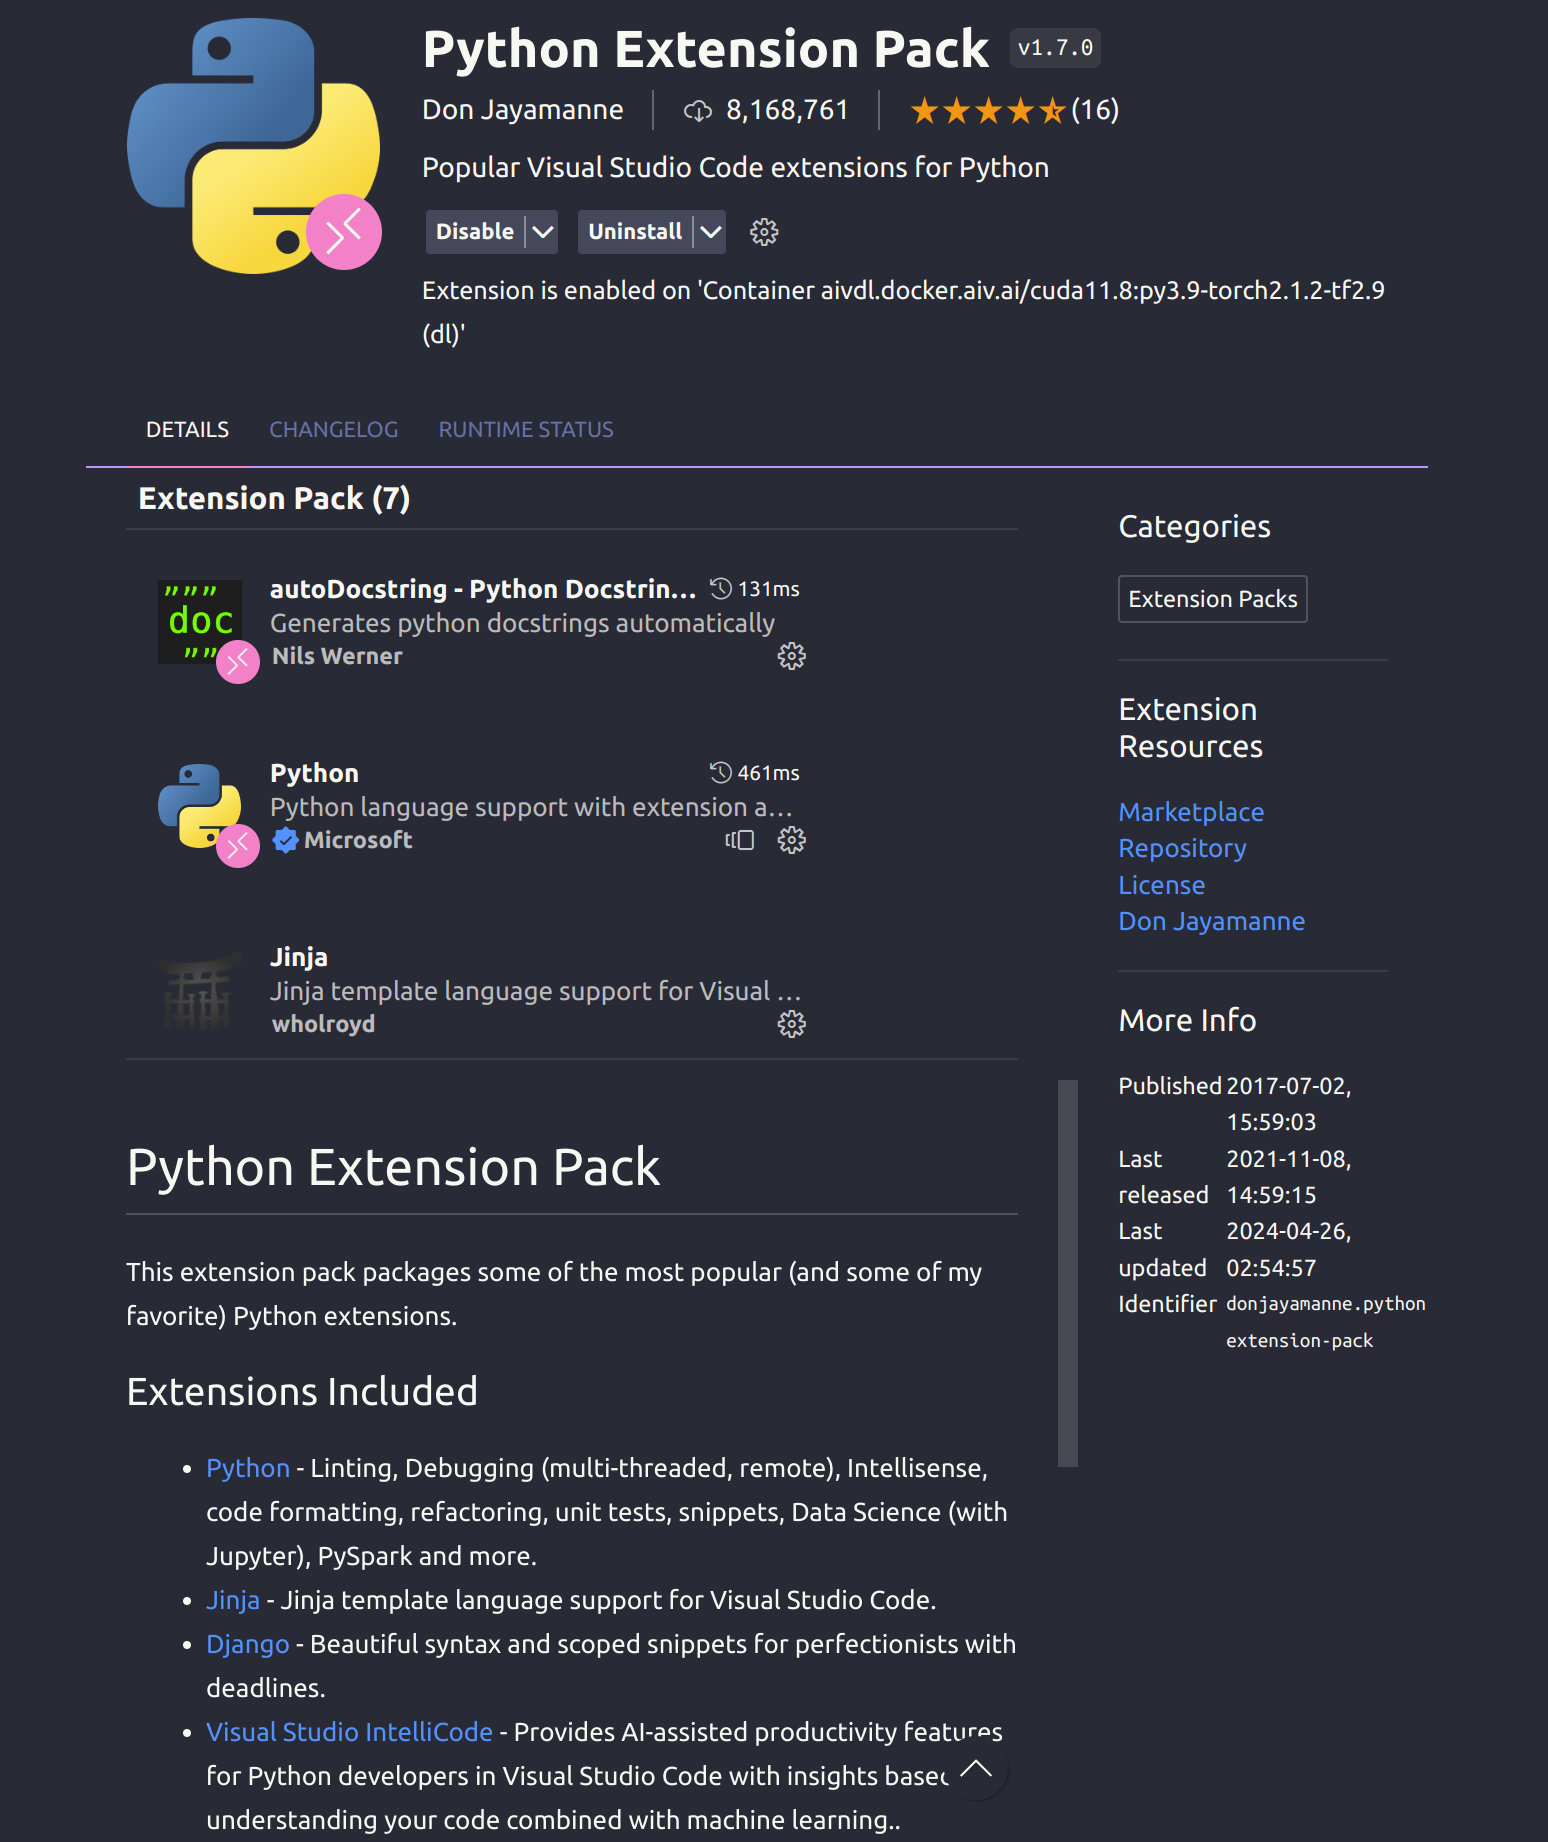 Python Extension Pack v1.7.0
Don Jayamanne 8,168,761 (16)
Popular Visual Studio Code extensions for Python
Disable Uninstall
Extension is enabled on 'Container aivdl.docker.aiv.ai/cuda11.8:py3.9-torch2.1.2-tf2.9
(dl)'
DETAILS CHANGELOG RUNTIME STATUS
Extension Pack (7)
””” doc ””
autoDocstring - Python Docstrin... 131ms
Generates python docstrings automatically
Nils Werner
Python 461ms
Python language support with extension a...
Microsoft
Jinja
Jinja template language support for Visual ...
wholroyd
Python Extension Pack
This extension pack packages some of the most popular (and some of my
favorite) Python extensions.
Extensions Included
• Python - Linting, Debugging (multi-threaded, remote), Intellisense,
code formatting, refactoring, unit tests, snippets, Data Science (with
Jupyter), PySpark and more.
• Jinja - Jinja template language support for Visual Studio Code.
• Django - Beautiful syntax and scoped snippets for perfectionists with
deadlines.
• Visual Studio IntelliCode - Provides AI-assisted productivity features
for Python developers in Visual Studio Code with insights based
understanding your code combined with machine learning..
Categories
Extension Packs
Extension
Resources
Marketplace
Repository
License
Don Jayamanne
More Info
Published 2017-07-02,
15:59:03
Last 2021-11-08,
released 14:59:15
Last 2024-04-26,
updated 02:54:57
Identifier donjayamanne.python
extension-pack